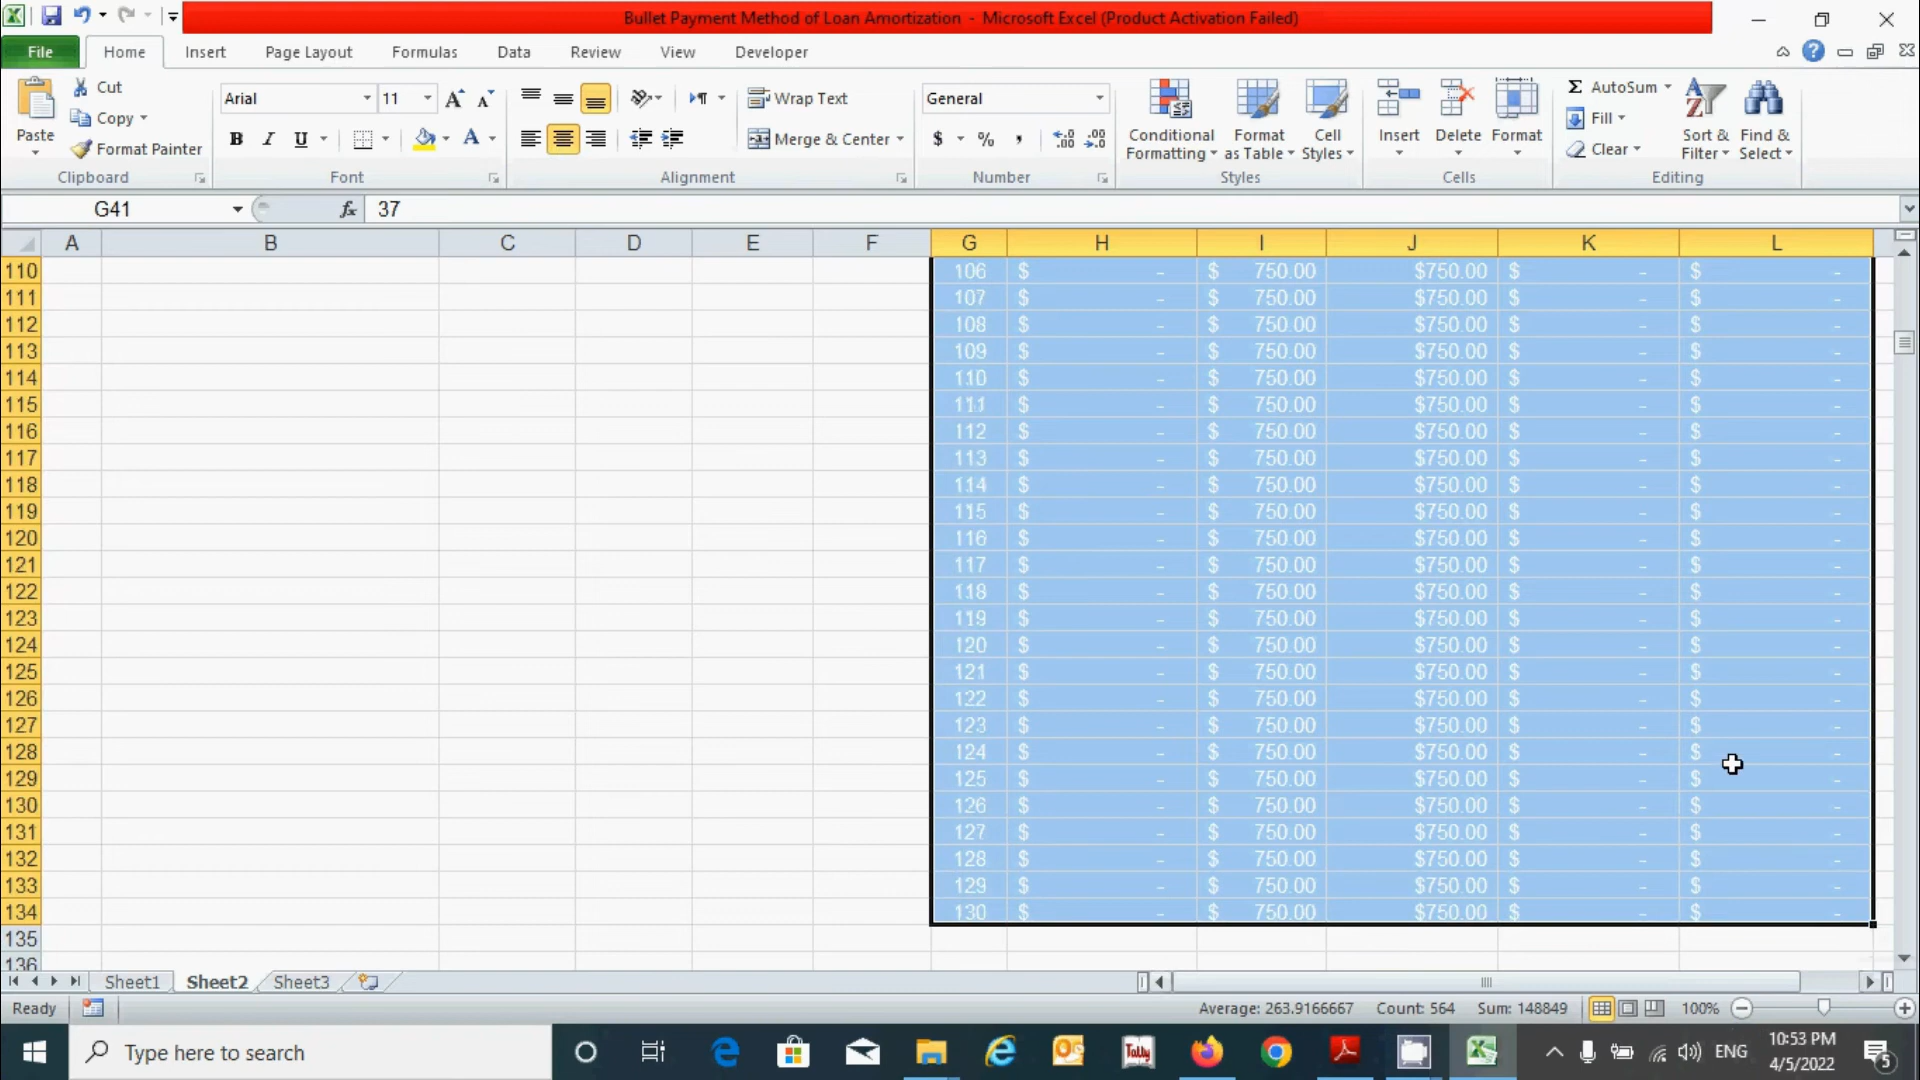 Bullet Payment Method of Loan Amortization - Microsoft Excel (Product Activation Failed)
File Home Insert Page Layout Formulas Data Review View Developer
Paste Cut Copy Format Painter Clipboard
Arial 11 B I U A Font
Wrap Text Merge & Center Alignment
General $ % , Number
Conditional Formatting Format as Table Cell Styles Styles
Insert Delete Format Cells
Σ AutoSum Fill Clear Sort & Filter Find & Select Editing
G41 fx 37
A B C D E F G H I J K L
110 106 $ - $ 750.00 $750.00 $ - $ -
111 107 $ - $ 750.00 $750.00 $ - $ -
112 108 $ - $ 750.00 $750.00 $ - $ -
113 109 $ - $ 750.00 $750.00 $ - $ -
114 110 $ - $ 750.00 $750.00 $ - $ -
115 111 $ - $ 750.00 $750.00 $ - $ -
116 112 $ - $ 750.00 $750.00 $ - $ -
117 113 $ - $ 750.00 $750.00 $ - $ -
118 114 $ - $ 750.00 $750.00 $ - $ -
119 115 $ - $ 750.00 $750.00 $ - $ -
120 116 $ - $ 750.00 $750.00 $ - $ -
121 117 $ - $ 750.00 $750.00 $ - $ -
122 118 $ - $ 750.00 $750.00 $ - $ -
123 119 $ - $ 750.00 $750.00 $ - $ -
124 120 $ - $ 750.00 $750.00 $ - $ -
125 121 $ - $ 750.00 $750.00 $ - $ -
126 122 $ - $ 750.00 $750.00 $ - $ -
127 123 $ - $ 750.00 $750.00 $ - $ -
128 124 $ - $ 750.00 $750.00 $ - $ -
129 125 $ - $ 750.00 $750.00 $ - $ -
130 126 $ - $ 750.00 $750.00 $ - $ -
131 127 $ - $ 750.00 $750.00 $ - $ -
132 128 $ - $ 750.00 $750.00 $ - $ -
133 129 $ - $ 750.00 $750.00 $ - $ -
134 130 $ - $ 750.00 $750.00 $ - $ -
135
136
Sheet1 Sheet2 Sheet3
Ready Average: 263.9166667 Count: 564 Sum: 148849 100%
Type here to search Tally ENG 10:53 PM
4/5/2022 5